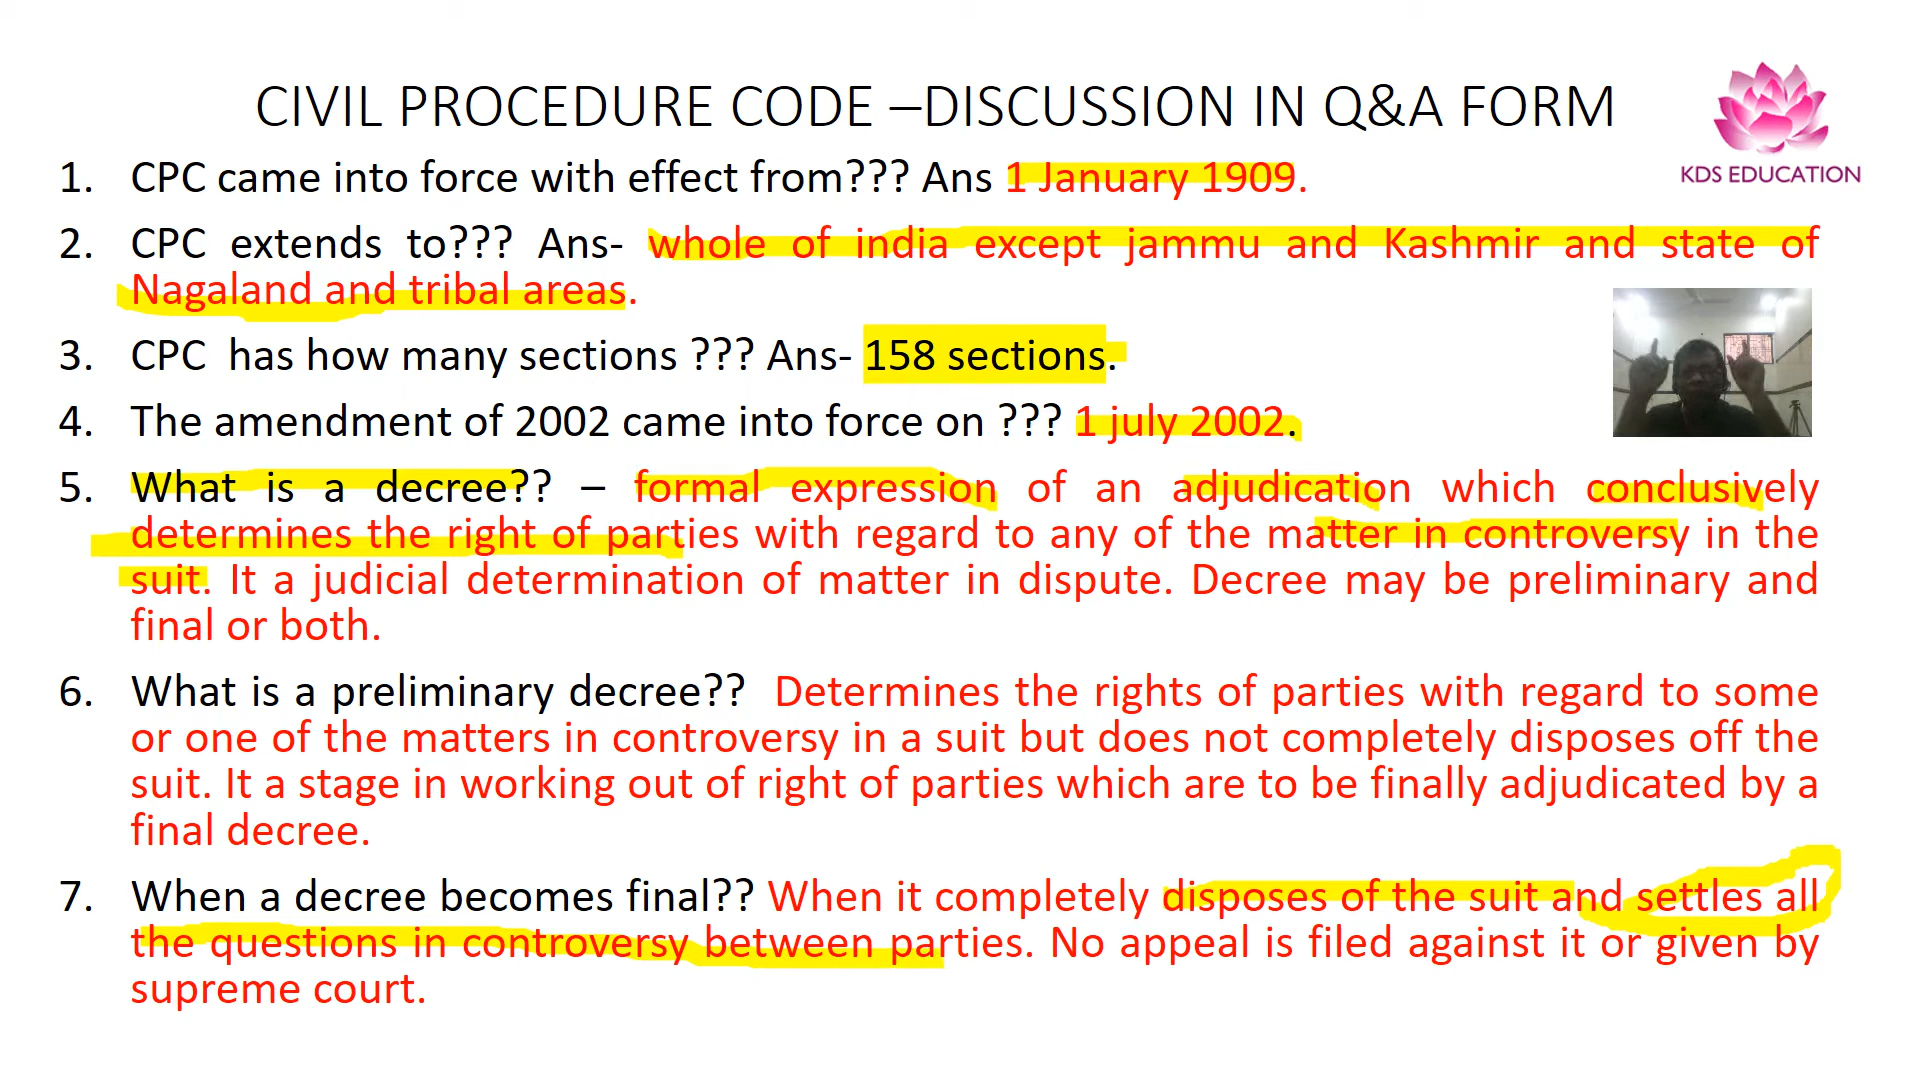 CIVIL PROCEDURE CODE –DISCUSSION IN Q&A FORM
KDS EDUCATION
1. CPC came into force with effect from??? Ans 1 January 1909.
2. CPC extends to??? Ans- whole of india except jammu and Kashmir and state of
Nagaland and tribal areas.
3. CPC has how many sections ??? Ans- 158 sections.
4. The amendment of 2002 came into force on ??? 1 july 2002.
5. What is a decree?? – formal expression of an adjudication which conclusively
determines the right of parties with regard to any of the matter in controversy in the
suit. It a judicial determination of matter in dispute. Decree may be preliminary and
final or both.
6. What is a preliminary decree?? Determines the rights of parties with regard to some
or one of the matters in controversy in a suit but does not completely disposes off the
suit. It a stage in working out of right of parties which are to be finally adjudicated by a
final decree.
7. When a decree becomes final?? When it completely disposes of the suit and settles all
the questions in controversy between parties. No appeal is filed against it or given by
supreme court.